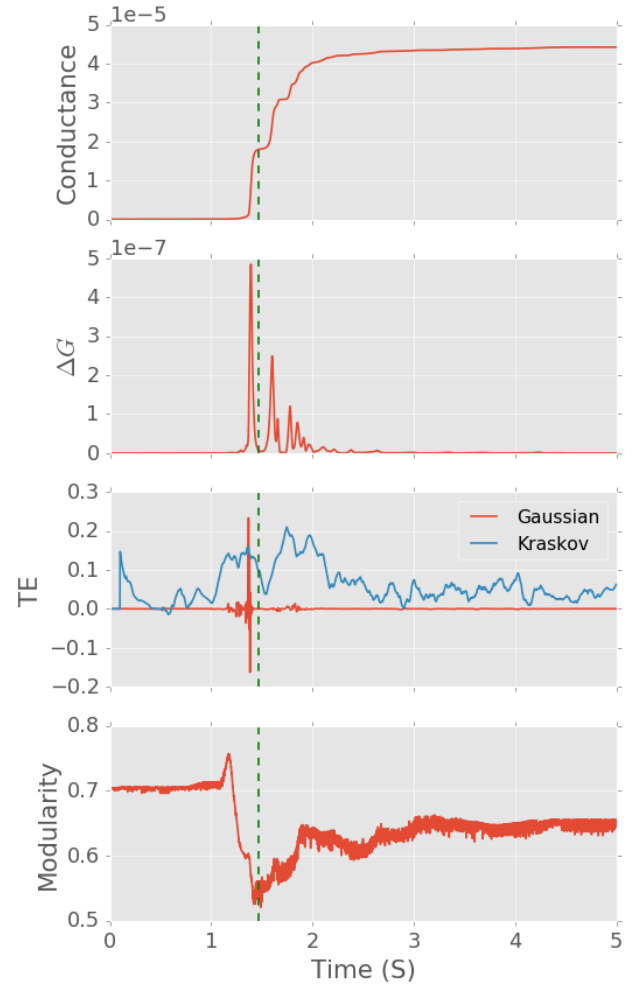 1e-5
5
4
3
2
1
0
Conductance
1e-7
5
4
3
2
1
0
ΔG
0.3
0.2
0.1
0.0
−0.1
−0.2
TE
Gaussian
Kraskov
0.8
0.7
0.6
0.5
Modularity
0 1 2 3 4 5
Time (S)